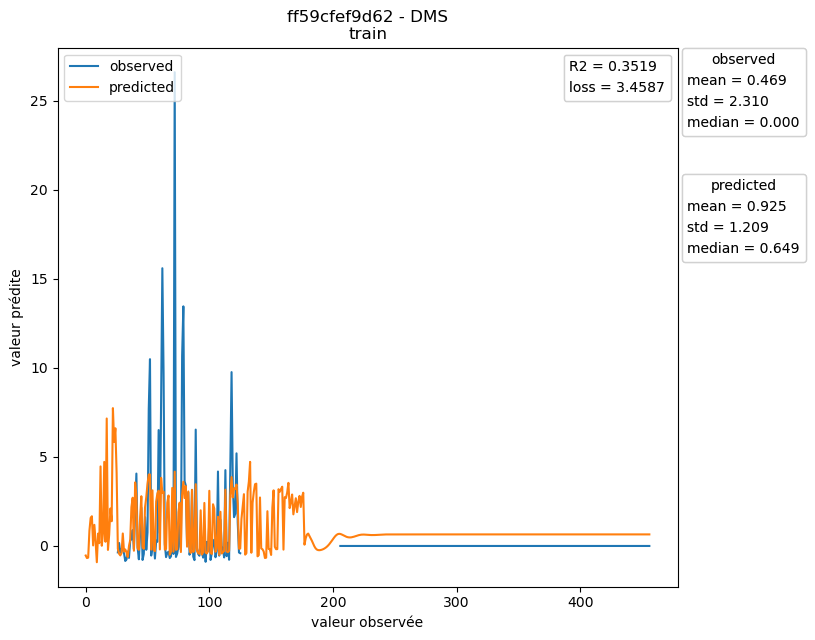 ff59cfef9d62 - DMS
train
observed
predicted
R2 = 0.3519
loss = 3.4587
observed
mean = 0.469
std = 2.310
median = 0.000
predicted
mean = 0.925
std = 1.209
median = 0.649
valeur prédite
25
20
15
10
5
0
0
100
200
300
400
valeur observée